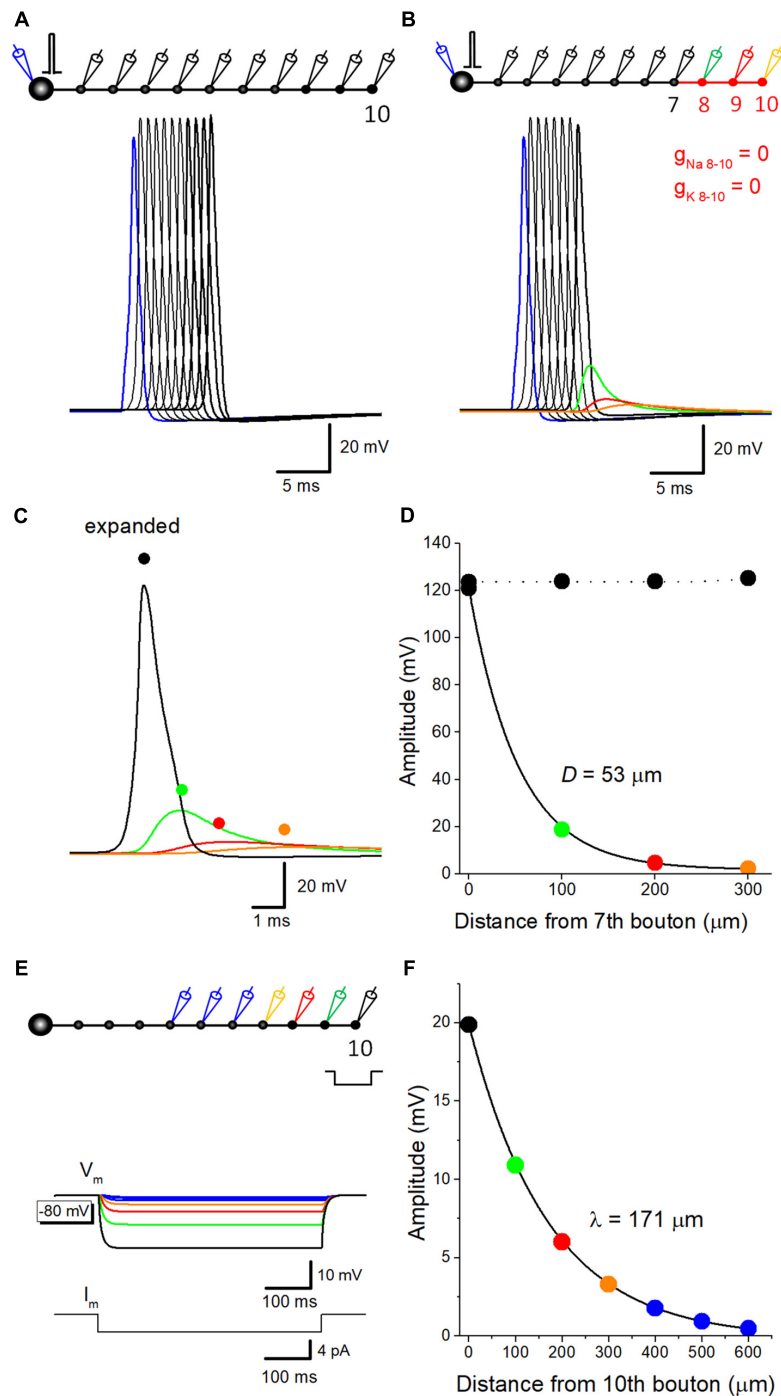 A
10
20 mV
5 ms
B
7
8
9
10
g Na 8-10 = 0
g K 8-10 = 0
20 mV
5 ms
C
expanded
20 mV
1 ms
D
140
120
100
80
60
40
20
0
Amplitude (mV)
D = 53 μm
0
100
200
300
Distance from 7th bouton (μm)
E
10
Vm
-80 mV
10 mV
100 ms
Im
4 pA
100 ms
F
20
15
10
5
0
Amplitude (mV)
λ = 171 μm
0 100 200 300 400 500 600
Distance from 10th bouton (μm)